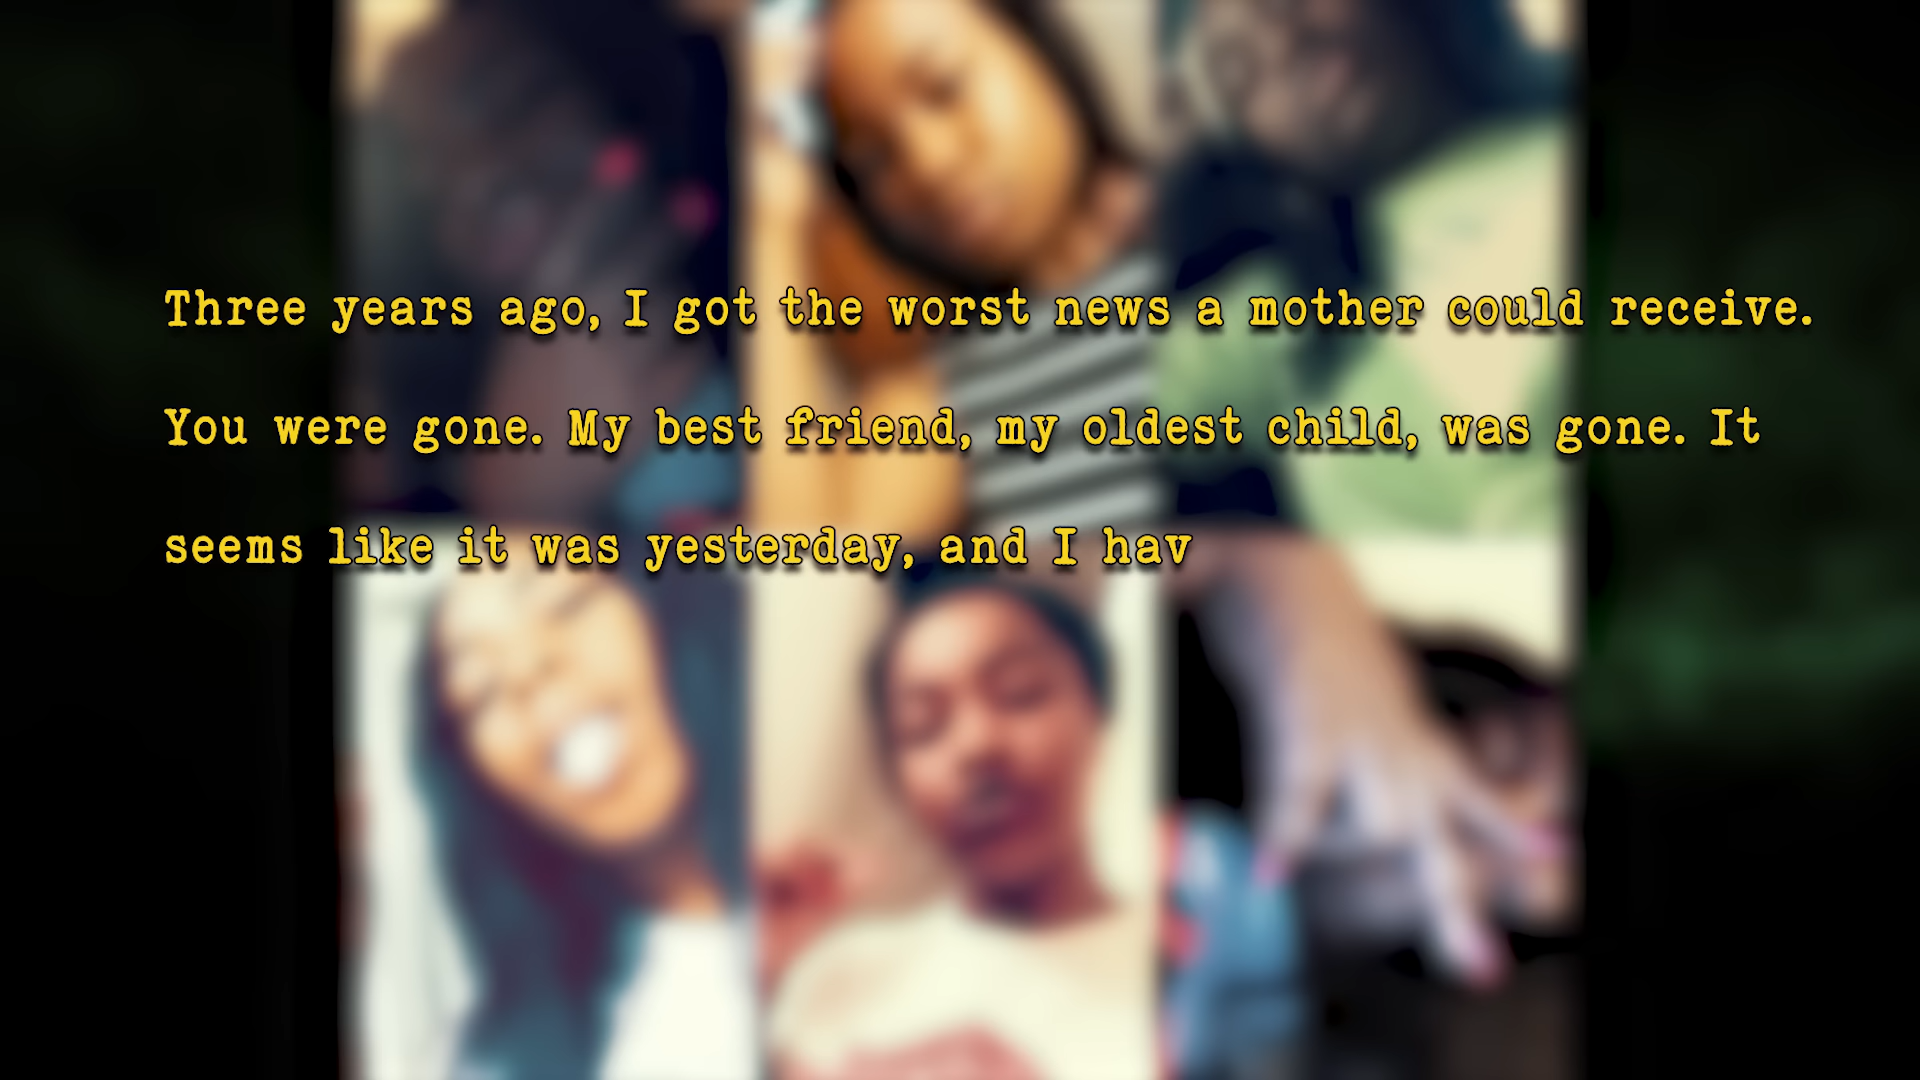 Three years ago, I got the worst news a mother could receive.
You were gone. My best friend, my oldest child, was gone. It
seems like it was yesterday, and I hav